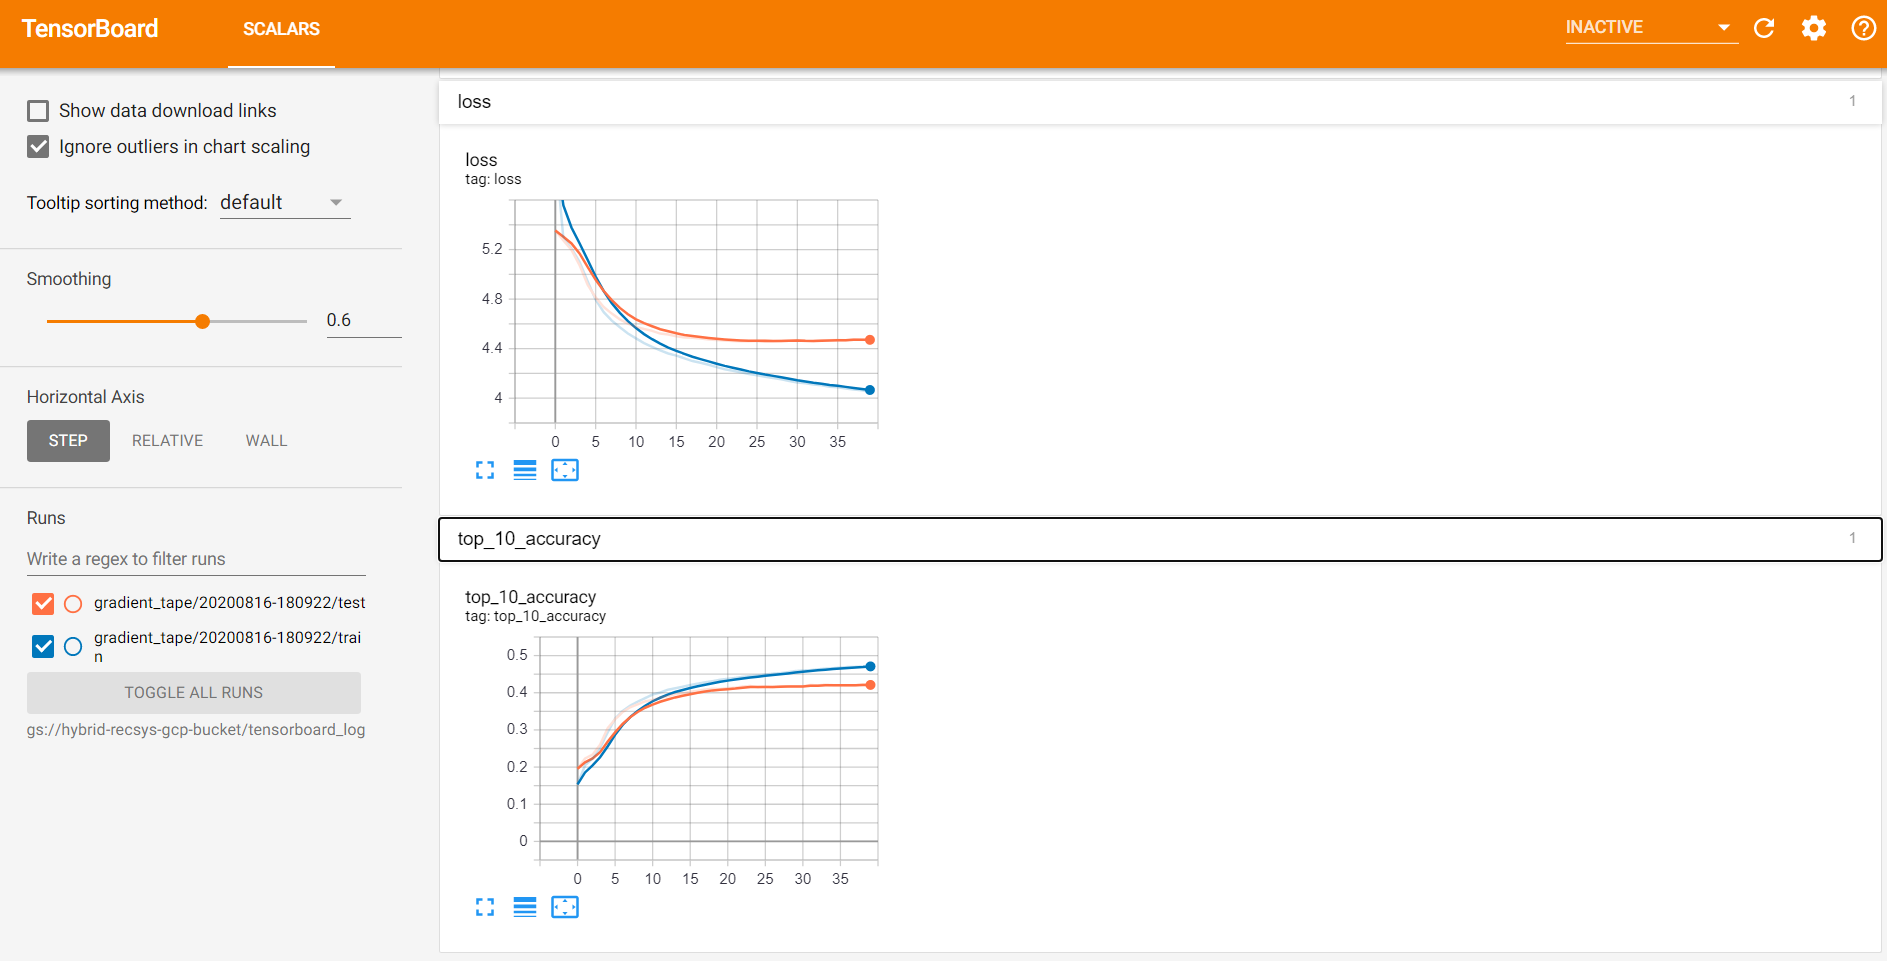 TensorBoard
SCALARS
INACTIVE
Show data download links
Ignore outliers in chart scaling
Tooltip sorting method: default
Smoothing
0.6
Horizontal Axis
STEP RELATIVE WALL
Runs
Write a regex to filter runs
gradient_tape/20200816-180922/test
gradient_tape/20200816-180922/trai
n
TOGGLE ALL RUNS
gs://hybrid-recsys-gcp-bucket/tensorboard_log
loss 1
loss
tag: loss
5.2
4.8
4.4
4
0 5 10 15 20 25 30 35
top_10_accuracy 1
top_10_accuracy
tag: top_10_accuracy
0.5
0.4
0.3
0.2
0.1
0
0 5 10 15 20 25 30 35